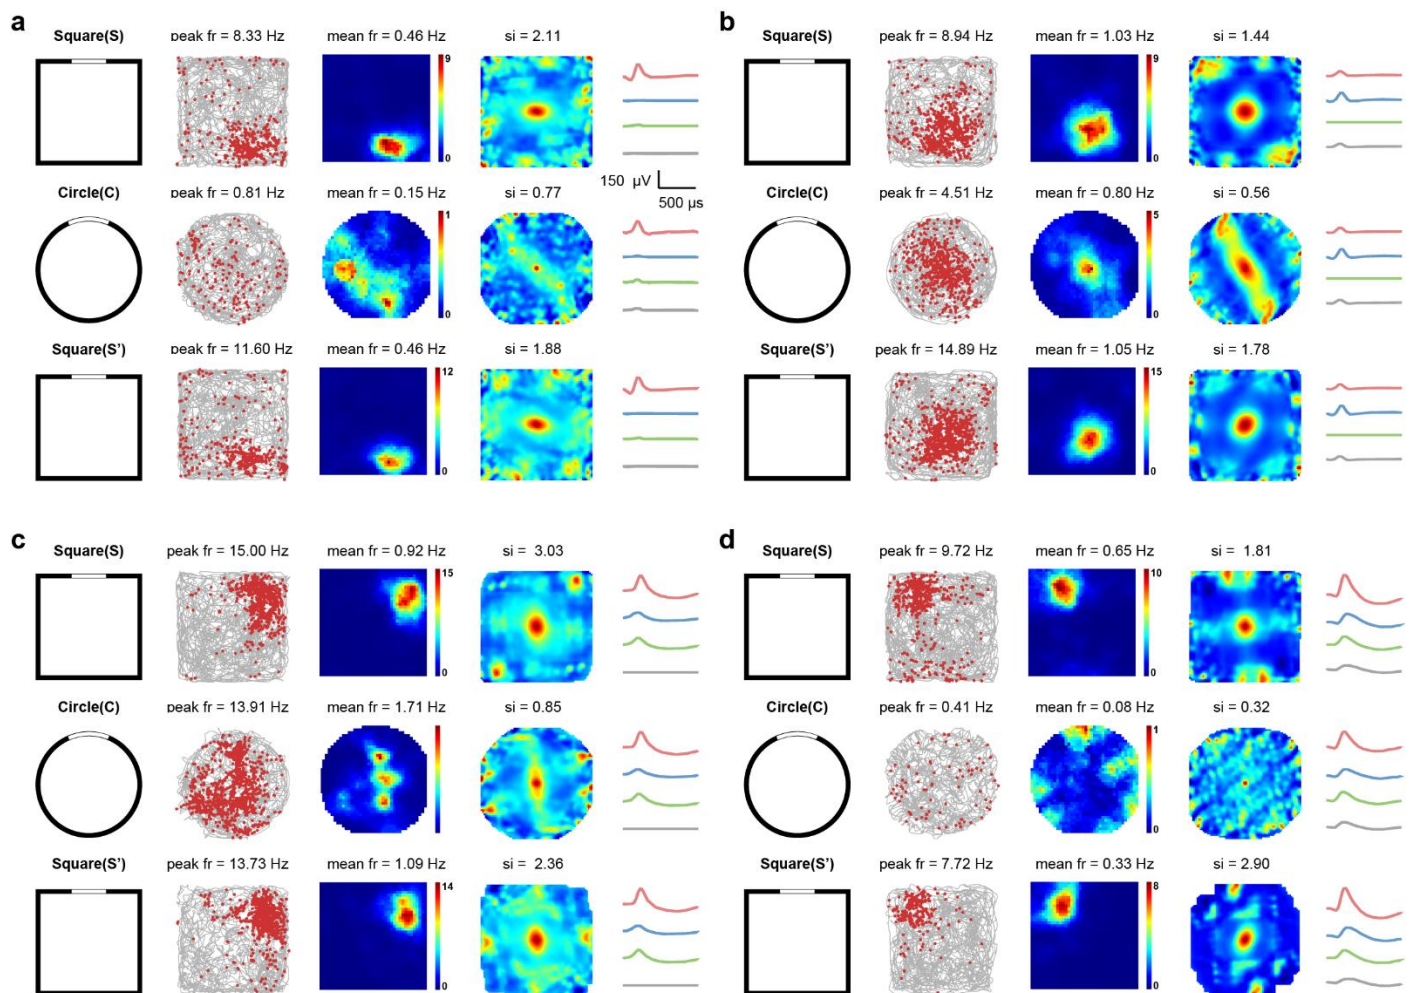 a
Square(S) peak fr = 8.33 Hz mean fr = 0.46 Hz si = 2.11
9
0
Circle(C) peak fr = 0.81 Hz mean fr = 0.15 Hz si = 0.77
150 µV
500 µs
1
0
Square(S') peak fr = 11.60 Hz mean fr = 0.46 Hz si = 1.88
12
0
b
Square(S) peak fr = 8.94 Hz mean fr = 1.03 Hz si = 1.44
9
0
Circle(C) peak fr = 4.51 Hz mean fr = 0.80 Hz si = 0.56
5
0
Square(S') peak fr = 14.89 Hz mean fr = 1.05 Hz si = 1.78
15
0
c
Square(S) peak fr = 15.00 Hz mean fr = 0.92 Hz si = 3.03
15
0
Circle(C) peak fr = 13.91 Hz mean fr = 1.71 Hz si = 0.85
Square(S') peak fr = 13.73 Hz mean fr = 1.09 Hz si = 2.36
14
0
d
Square(S) peak fr = 9.72 Hz mean fr = 0.65 Hz si = 1.81
10
0
Circle(C) peak fr = 0.41 Hz mean fr = 0.08 Hz si = 0.32
1
0
Square(S') peak fr = 7.72 Hz mean fr = 0.33 Hz si = 2.90
8
0